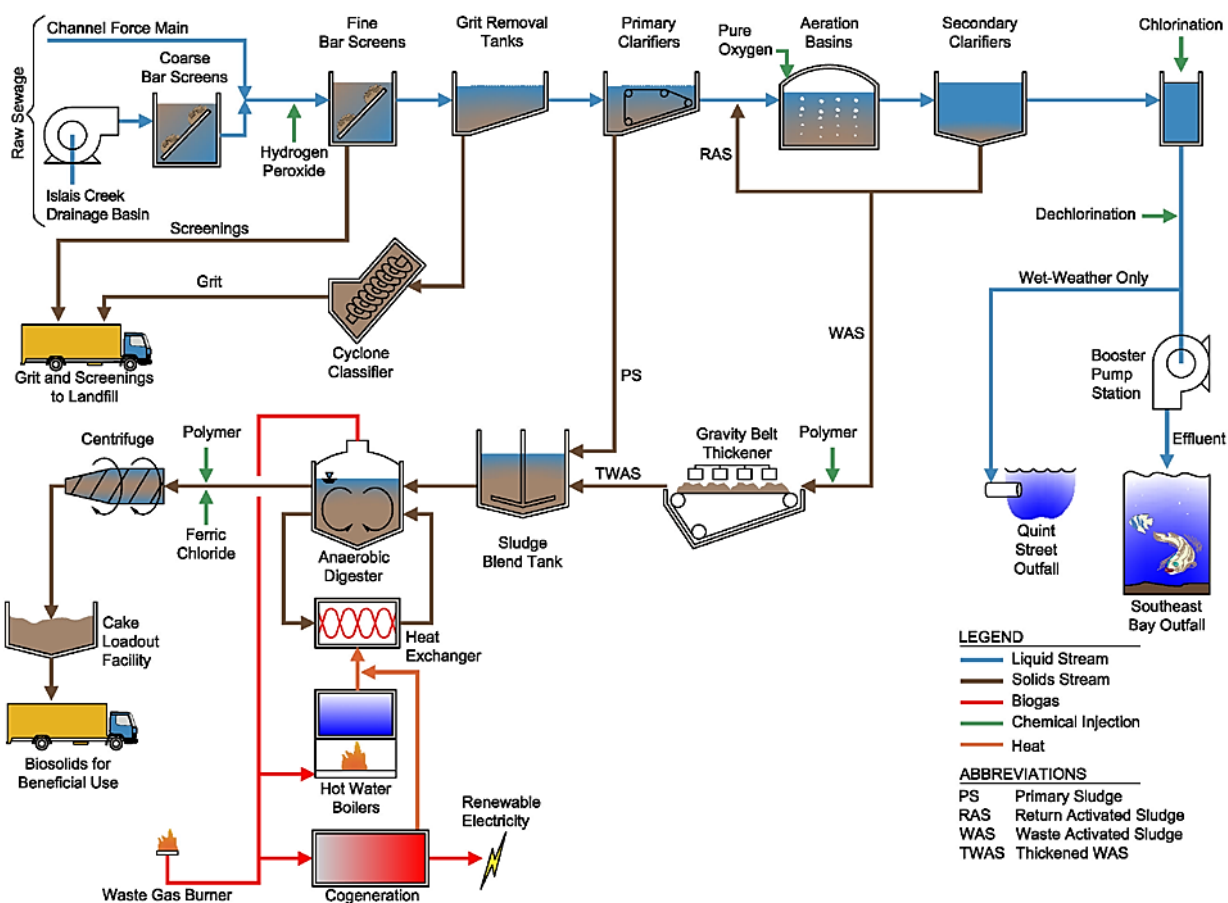 Raw Sewage
Channel Force Main
Coarse
Bar Screens
Islais Creek
Drainage Basin
Hydrogen
Peroxide
Fine
Bar Screens
Grit Removal
Tanks
Primary
Clarifiers
Pure
Oxygen
Aeration
Basins
Secondary
Clarifiers
Chlorination
RAS
Dechlorination
Screenings
Grit
Cyclone
Classifier
Grit and Screenings
to Landfill
Wet-Weather Only
WAS
PS
Booster
Pump
Station
Effluent
Centrifuge
Polymer
Ferric
Chloride
Anaerobic
Digester
Sludge
Blend Tank
TWAS
Gravity Belt
Thickener
Polymer
Quint
Street
Outfall
Southeast
Bay Outfall
Cake
Loadout
Facility
Heat
Exchanger
Biosolids for
Beneficial Use
Hot Water
Boilers
Renewable
Electricity
Waste Gas Burner
Cogeneration
LEGEND
Liquid Stream
Solids Stream
Biogas
Chemical Injection
Heat
ABBREVIATIONS
PS Primary Sludge
RAS Return Activated Sludge
WAS Waste Activated Sludge
TWAS Thickened WAS